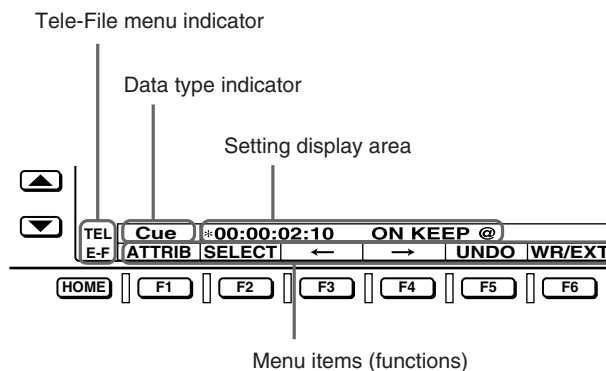 Tele-File menu indicator
Data type indicator
Setting display area
TEL Cue *00:00:02:10 ON KEEP @
E-F ATTRIB SELECT ← → UNDO WR/EXT
HOME F1 F2 F3 F4 F5 F6
Menu items (functions)